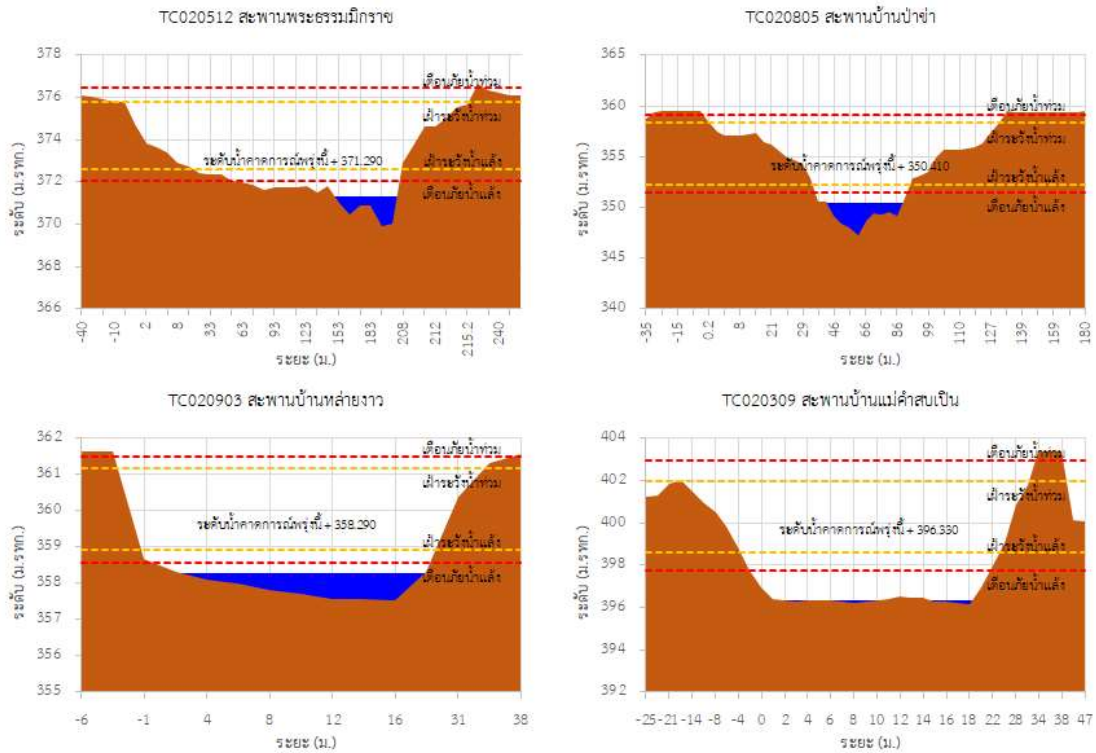 TC020512 สะพานพระธรรมมิกราช
ระดับ (ม.รทก.)
378
376
374
372
370
368
366
เตือนภัยน้ำท่วม
เฝ้าระวังน้ำท่วม
ระดับน้ำคาดการณ์พรุ่งนี้ + 371.290
เฝ้าระวังน้ำแล้ง
เตือนภัยน้ำแล้ง
-40 -10 2 8 33 63 93 123 153 183 208 212 215.2 240
ระยะ (ม.)
TC020805 สะพานบ้านป่าข่า
ระดับ (ม.รทก.)
365
360
355
350
345
340
เตือนภัยน้ำท่วม
เฝ้าระวังน้ำท่วม
ระดับน้ำคาดการณ์พรุ่งนี้ + 350.410
เฝ้าระวังน้ำแล้ง
เตือนภัยน้ำแล้ง
-35 -15 0.2 8 21 29 46 66 86 99 110 127 139 159 180
ระยะ (ม.)
TC020903 สะพานบ้านหล่ายงาว
ระดับ (ม.รทก.)
362
361
360
359
358
357
356
355
เตือนภัยน้ำท่วม
เฝ้าระวังน้ำท่วม
ระดับน้ำคาดการณ์พรุ่งนี้ + 358.290
เฝ้าระวังน้ำแล้ง
เตือนภัยน้ำแล้ง
-6 -1 4 8 12 16 31 38
ระยะ (ม.)
TC020309 สะพานบ้านแม่คำสบเปิน
ระดับ (ม.รทก.)
404
402
400
398
396
394
392
เตือนภัยน้ำท่วม
เฝ้าระวังน้ำท่วม
ระดับน้ำคาดการณ์พรุ่งนี้ + 396.330
เฝ้าระวังน้ำแล้ง
เตือนภัยน้ำแล้ง
-25 -21 -14 -8 -4 0 2 4 6 8 10 12 16 18 22 28 34 38 47
ระยะ (ม.)